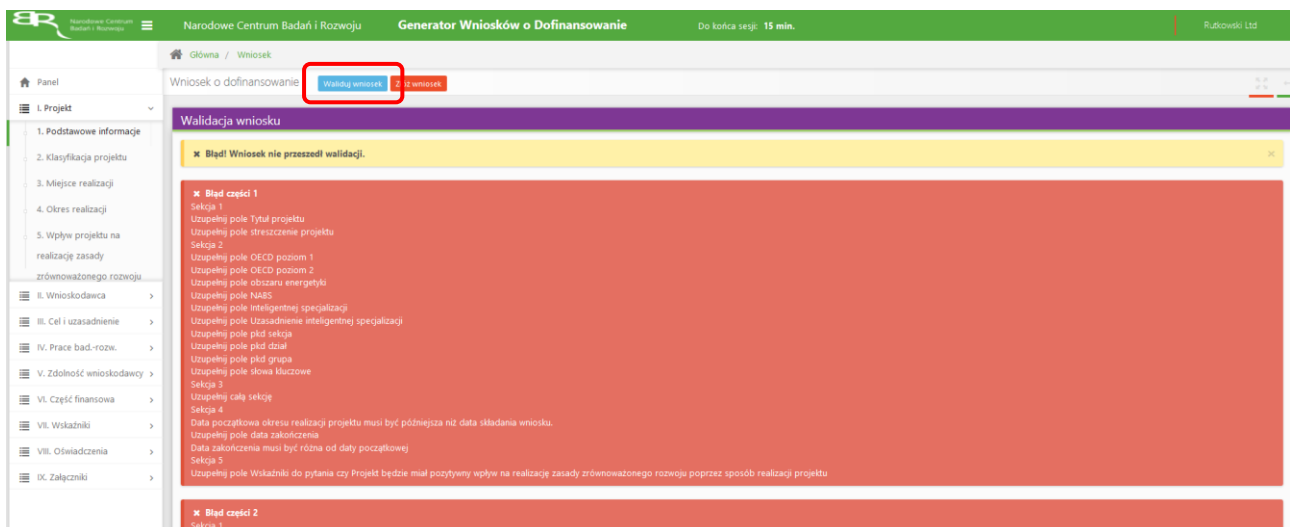 Narodowe Centrum
Badań i Rozwoju
Narodowe Centrum Badań i Rozwoju
Generator Wniosków o Dofinansowanie
Do końca sesji: 15 min.
Rutkowski Ltd
Główna / Wniosek
Panel
I. Projekt
1. Podstawowe informacje
2. Klasyfikacja projektu
3. Miejsce realizacji
4. Okres realizacji
5. Wpływ projektu na
realizację zasady
zrównoważonego rozwoju
II. Wnioskodawca
III. Cel i uzasadnienie
IV. Prace bad.-rozw.
V. Zdolność wnioskodawcy
VI. Część finansowa
VII. Wskaźniki
VIII. Oświadczenia
IX. Załączniki
Wniosek o dofinansowanie
Waliduj wniosek
Złóż wniosek
Walidacja wniosku
Błąd! Wniosek nie przeszedł walidacji.
Błąd części 1
Sekcja 1
Uzupełnij pole Tytuł projektu
Uzupełnij pole streszczenie projektu
Sekcja 2
Uzupełnij pole OECD poziom 1
Uzupełnij pole OECD poziom 2
Uzupełnij pole obszaru energetyki
Uzupełnij pole NABS
Uzupełnij pole Inteligentnej specjalizacji
Uzupełnij pole Uzasadnienie inteligentnej specjalizacji
Uzupełnij pole pkd sekcja
Uzupełnij pole pkd dział
Uzupełnij pole pkd grupa
Uzupełnij pole słowa kluczowe
Sekcja 3
Uzupełnij całą sekcję
Sekcja 4
Data początkowa okresu realizacji projektu musi być późniejsza niż data składania wniosku.
Uzupełnij pole data zakończenia
Data zakończenia musi być różna od daty początkowej
Sekcja 5
Uzupełnij pole Wskaźniki do pytania czy Projekt będzie miał pozytywny wpływ na realizację zasady zrównoważonego rozwoju poprzez sposób realizacji projektu
Błąd części 2
Sekcja 1